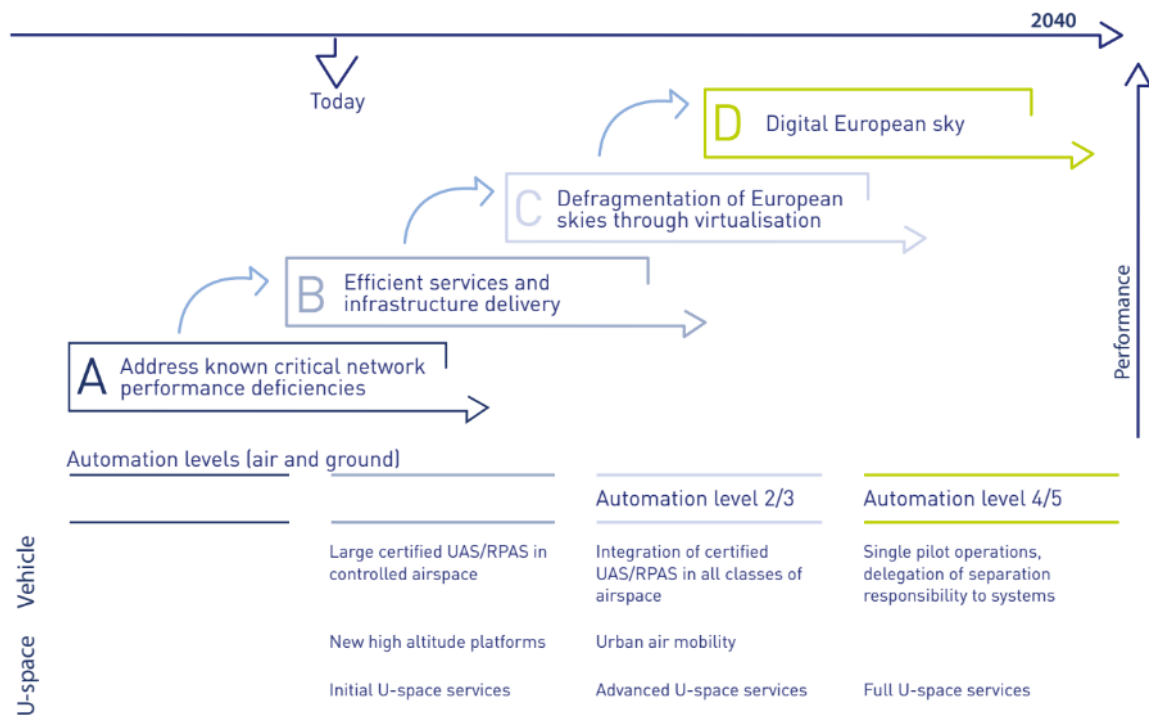 2040
Today
D Digital European sky
C Defragmentation of European
skies through virtualisation
B Efficient services and
infrastructure delivery
A Address known critical network
performance deficiencies
Performance
Automation levels (air and ground)
Automation level 2/3
Automation level 4/5
Vehicle
Large certified UAS/RPAS in
controlled airspace
Integration of certified
UAS/RPAS in all classes of
airspace
Single pilot operations,
delegation of separation
responsibility to systems
U-space
New high altitude platforms
Urban air mobility
Initial U-space services
Advanced U-space services
Full U-space services